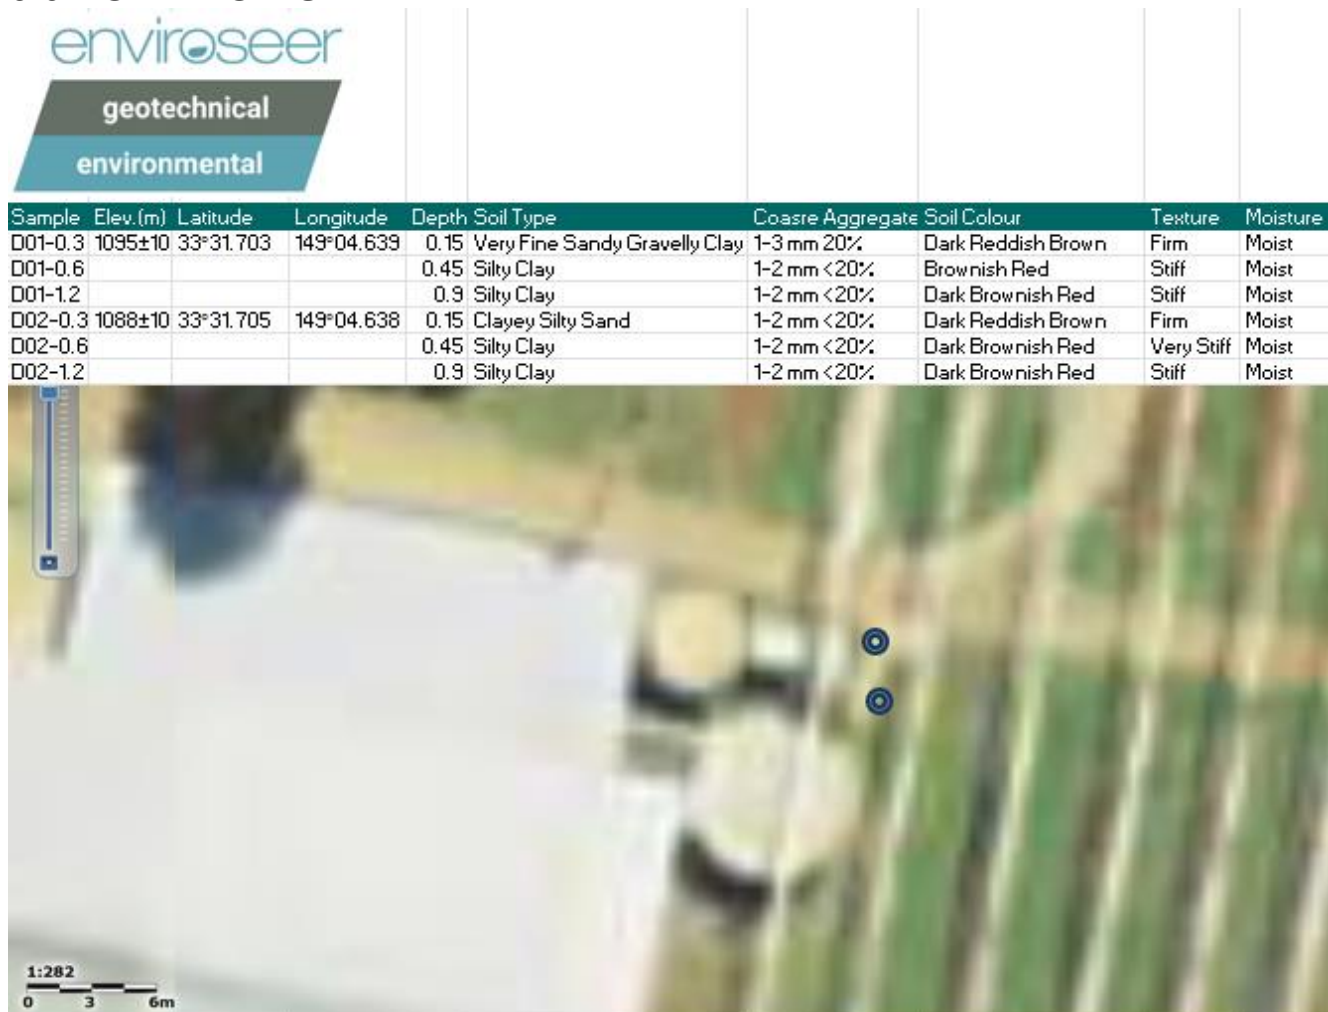 enviroseer
geotechnical
environmental
Sample Elev.(m) Latitude Longitude Depth Soil Type Coasre Aggregate Soil Colour Texture Moisture
D01-0.3 1095±10 33°31.703 149°04.639 0.15 Very Fine Sandy Gravelly Clay 1-3 mm 20% Dark Reddish Brown Firm Moist
D01-0.6 0.45 Silty Clay 1-2 mm <20% Brownish Red Stiff Moist
D01-1.2 0.9 Silty Clay 1-2 mm <20% Dark Brownish Red Stiff Moist
D02-0.3 1088±10 33°31.705 149°04.638 0.15 Clayey Silty Sand 1-2 mm <20% Dark Reddish Brown Firm Moist
D02-0.6 0.45 Silty Clay 1-2 mm <20% Dark Brownish Red Very Stiff Moist
D02-1.2 0.9 Silty Clay 1-2 mm <20% Dark Brownish Red Stiff Moist
1:282
0 3 6m